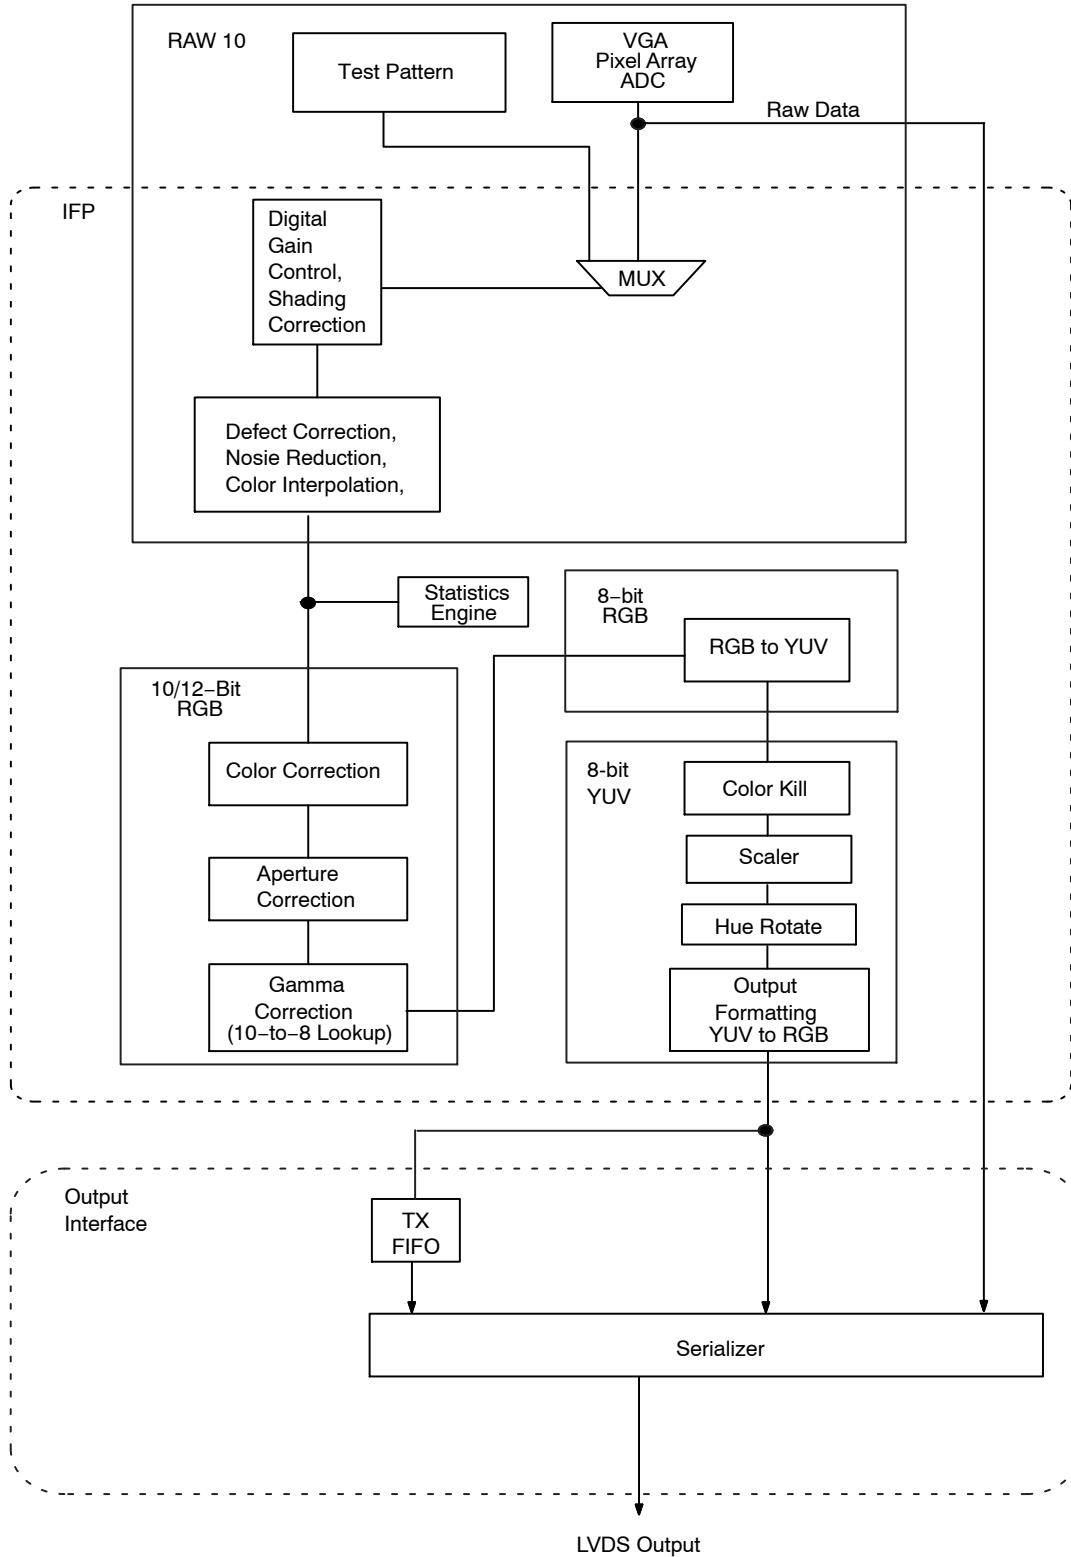 RAW 10
Test Pattern
VGA
Pixel Array
ADC
Raw Data
IFP
Digital
Gain
Control,
Shading
Correction
MUX
Defect Correction,
Nosie Reduction,
Color Interpolation,
Statistics
Engine
8−bit
RGB
RGB to YUV
10/12−Bit
RGB
Color Correction
Aperture
Correction
Gamma
Correction
(10−to−8 Lookup)
8-bit
YUV
Color Kill
Scaler
Hue Rotate
Output
Formatting
YUV to RGB
Output
Interface
TX
FIFO
Serializer
LVDS Output